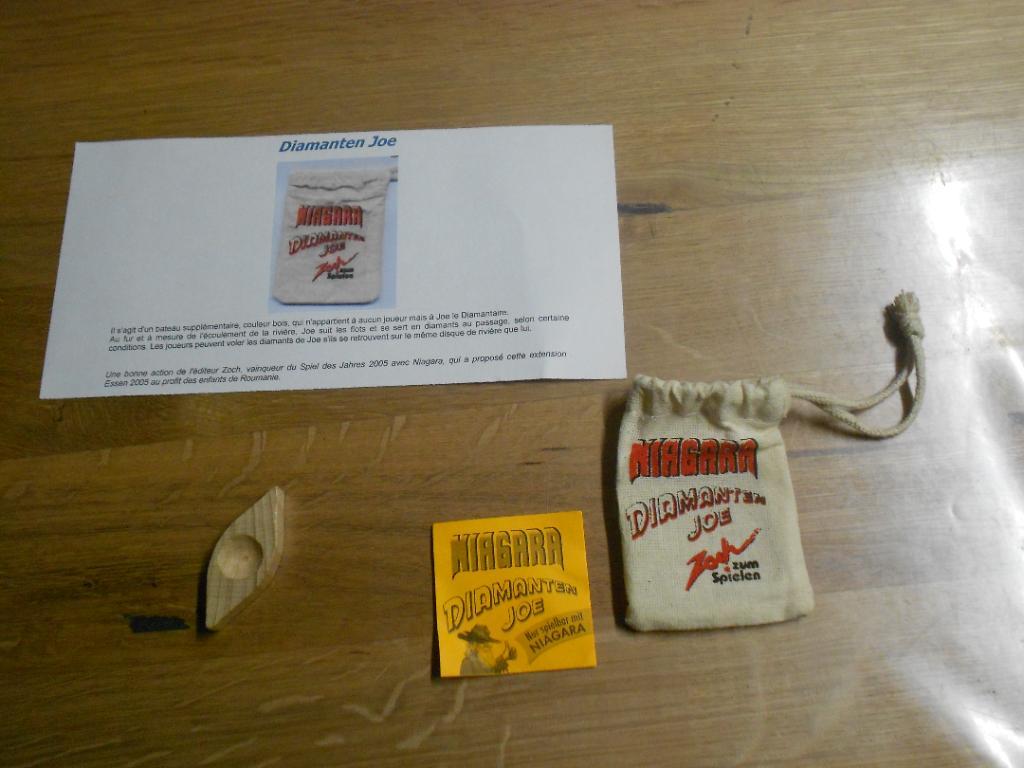 Diamanten Joe
NIAGARA
DIAMANTEN
JOE
Zoch zum
Spielen
Il s'agit d'un bateau supplémentaire, couleur bois, qui n'appartient à aucun joueur mais à Joe le Diamantaire.
Au fur et à mesure de l'écoulement de la rivière, Joe suit les flots et se sert en diamants au passage, selon certaine
conditions. Les joueurs peuvent voler les diamants de Joe s'ils se retrouvent sur le même disque de rivière que lui.
Une bonne action de l'éditeur Zoch, vainqueur du Spiel des Jahres 2005 avec Niagara, qui a proposé cette extension
Essen 2005 au profit des enfants de Roumanie.
NIAGARA
DIAMANTEN
JOE
Zoch zum
Spielen
NIAGARA
DIAMANTEN
JOE
Nur spielbar mit
NIAGARA